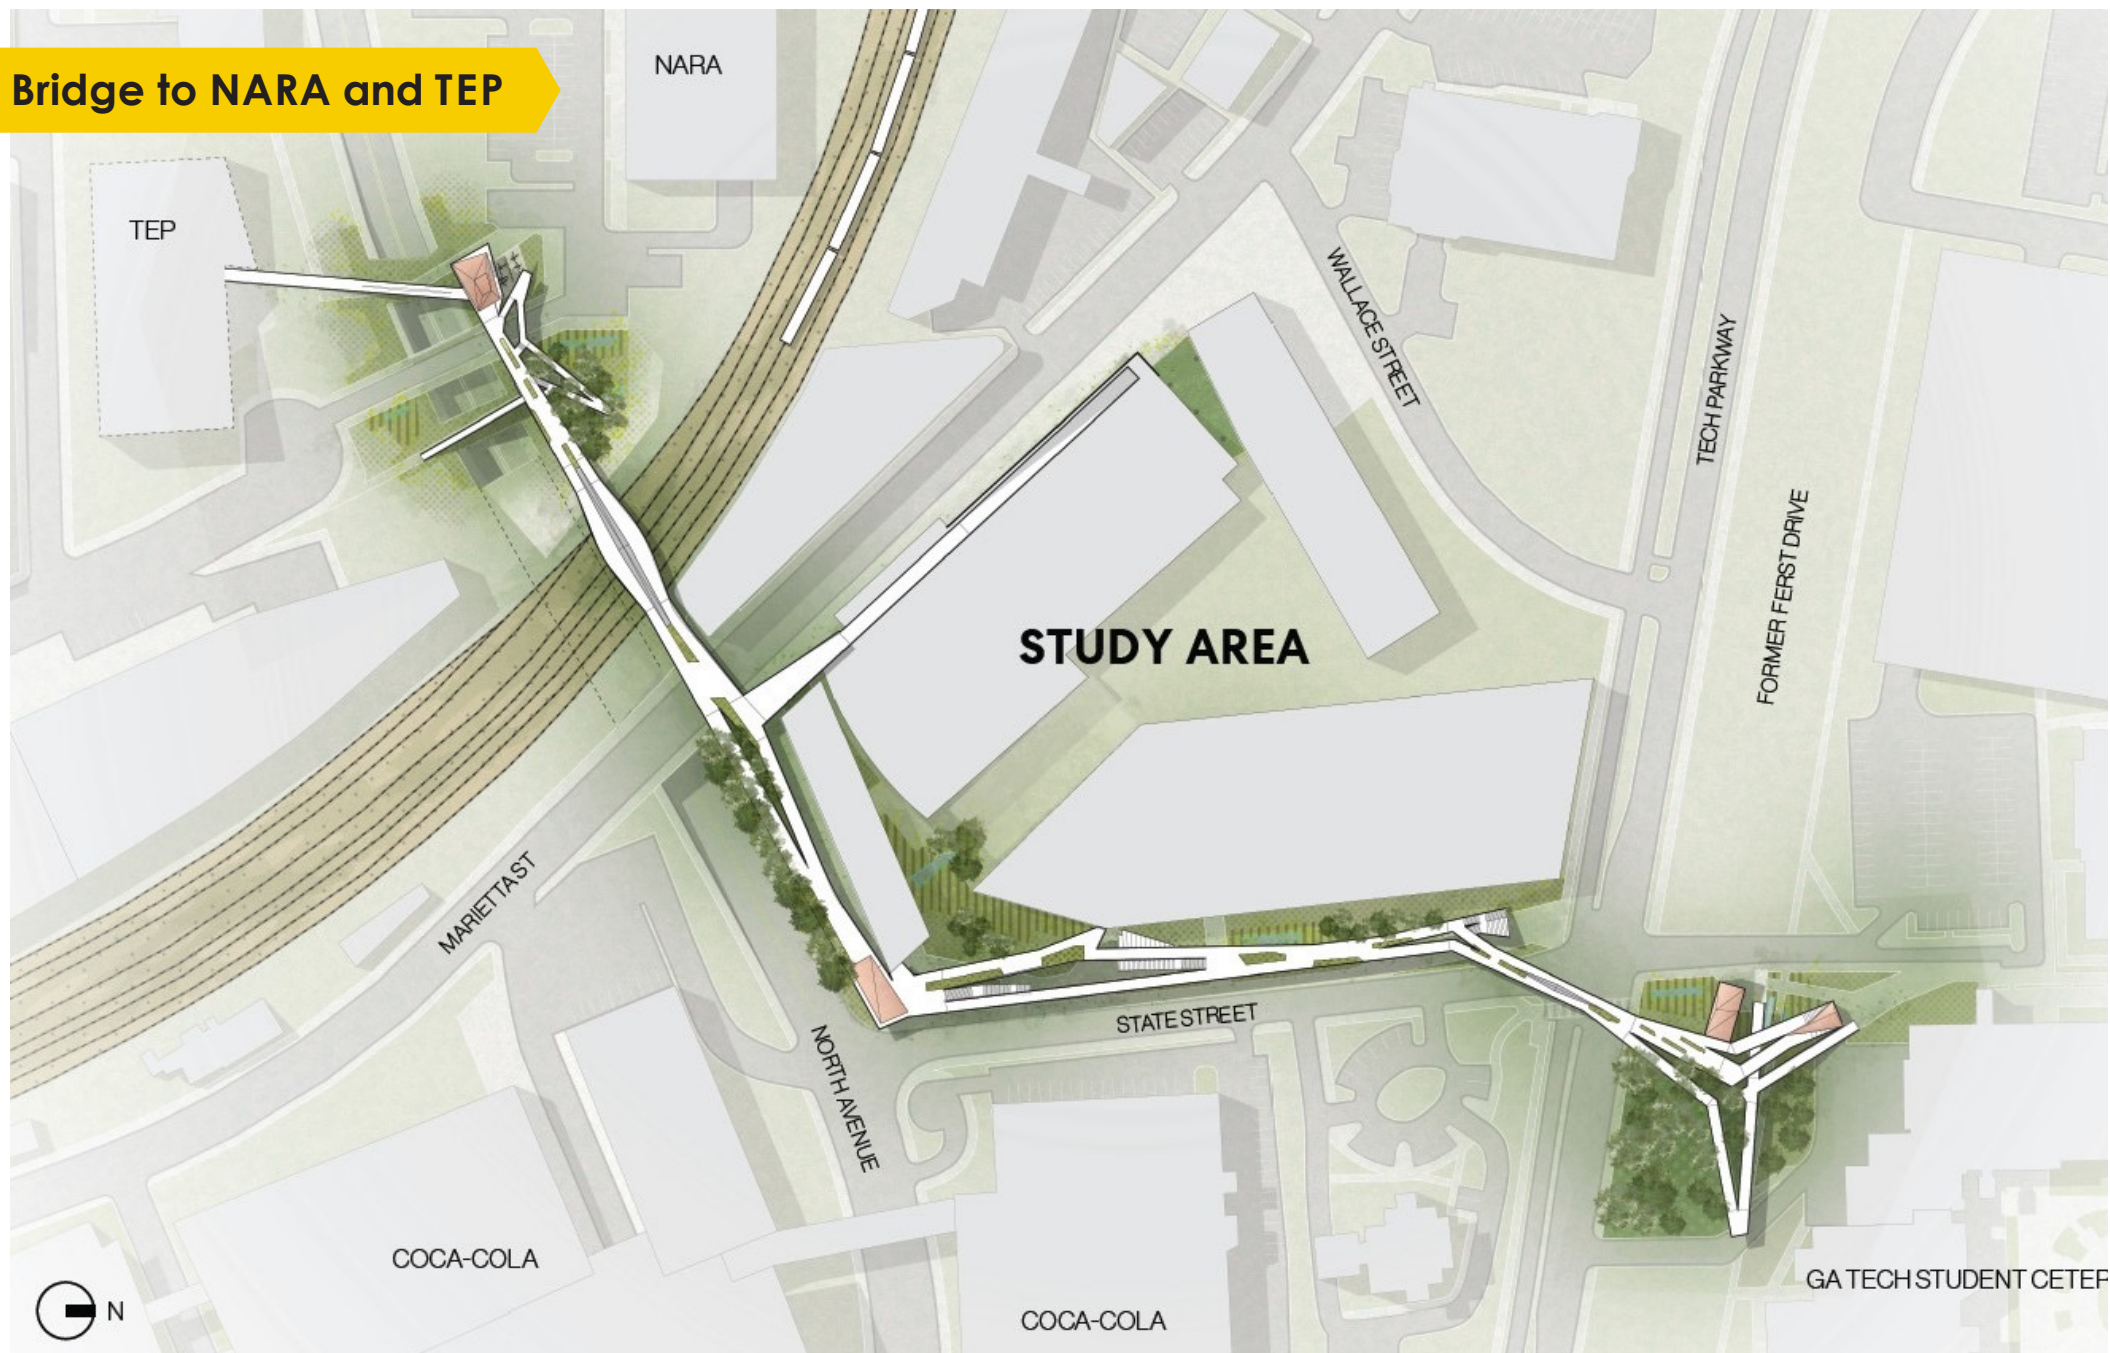 Bridge to NARA and TEP
NARA
TEP
WALLACE STREET
TECH PARKWAY
FORMER FERST DRIVE
STUDY AREA
MARIETTA ST
STATE STREET
NORTH AVENUE
COCA-COLA
COCA-COLA
GA TECH STUDENT CETER
N